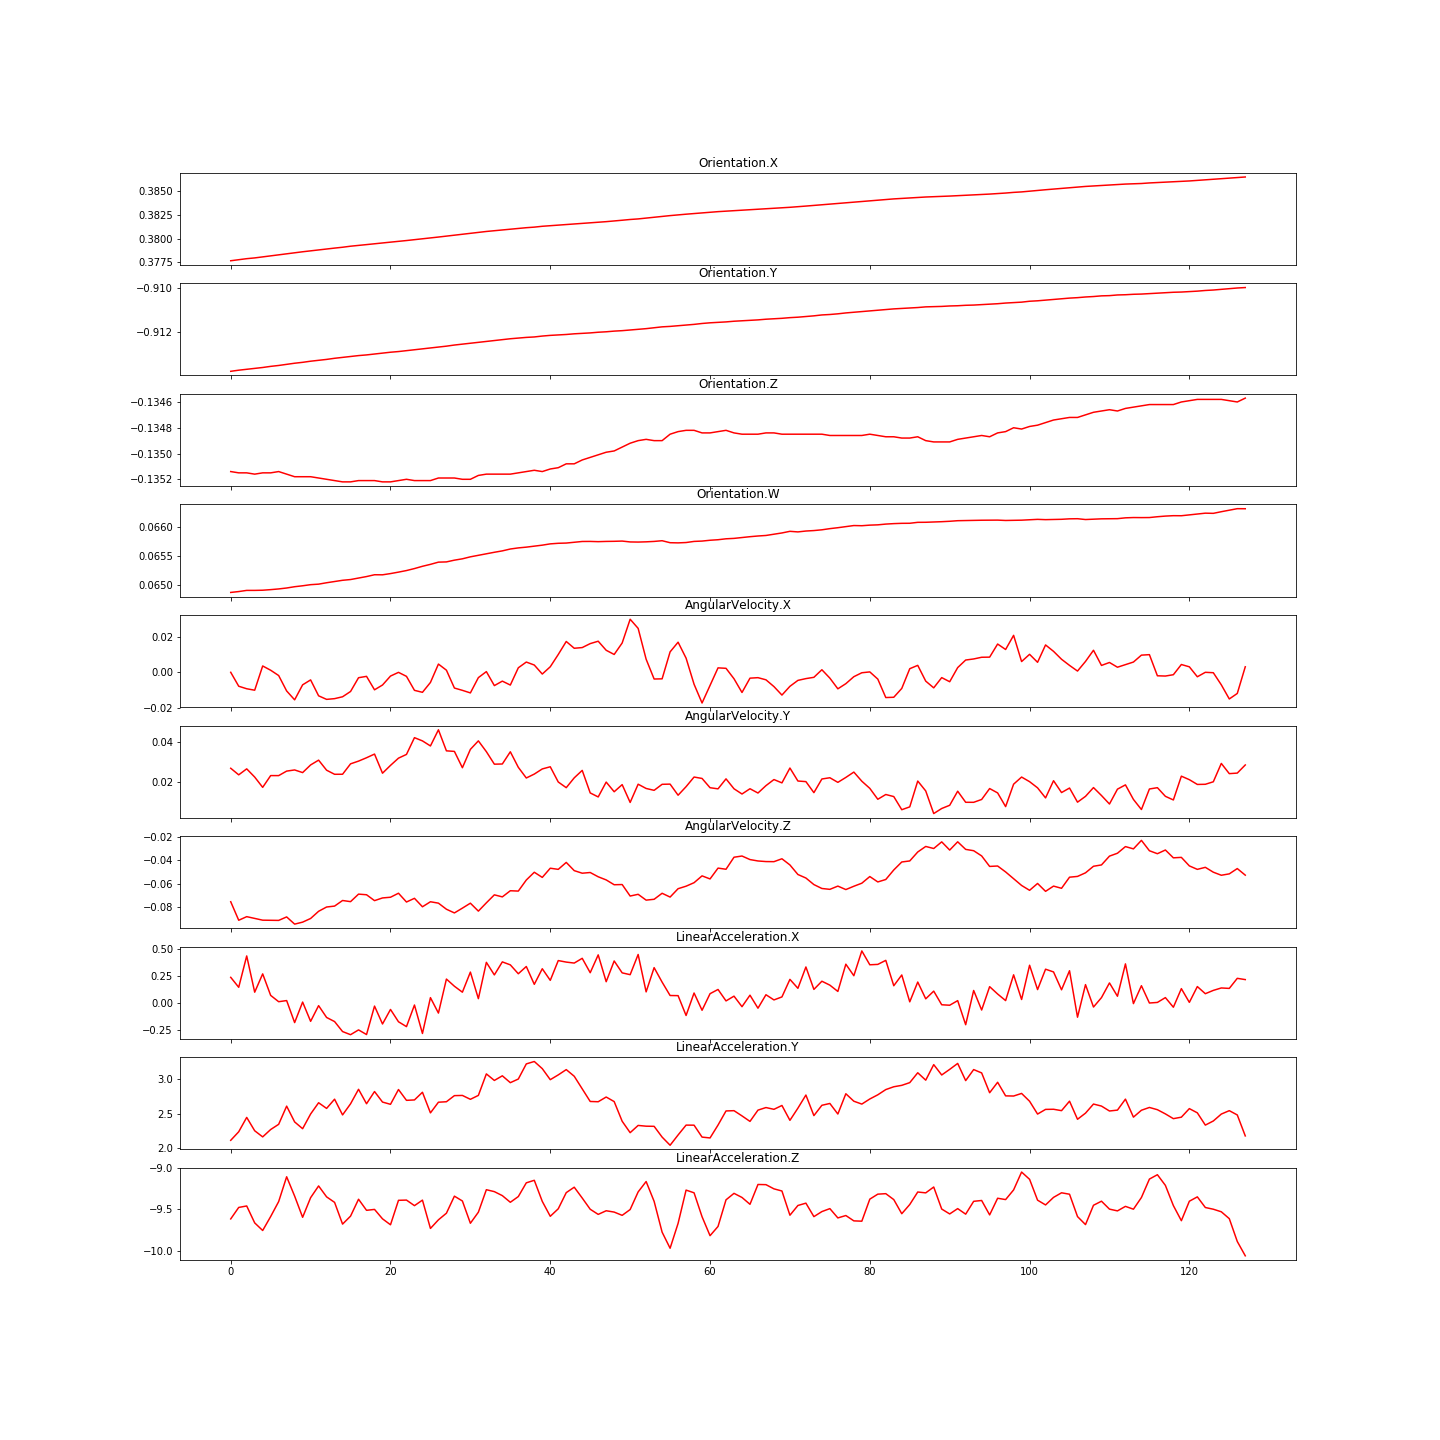 Orientation.X
0.3850
0.3825
0.3800
0.3775
Orientation.Y
−0.910
−0.912
Orientation.Z
−0.1346
−0.1348
−0.1350
−0.1352
Orientation.W
0.0660
0.0655
0.0650
AngularVelocity.X
0.02
0.00
−0.02
AngularVelocity.Y
0.04
0.02
AngularVelocity.Z
−0.02
−0.04
−0.06
−0.08
LinearAcceleration.X
0.50
0.25
0.00
−0.25
LinearAcceleration.Y
3.0
2.5
2.0
LinearAcceleration.Z
−9.0
−9.5
−10.0
0 20 40 60 80 100 120